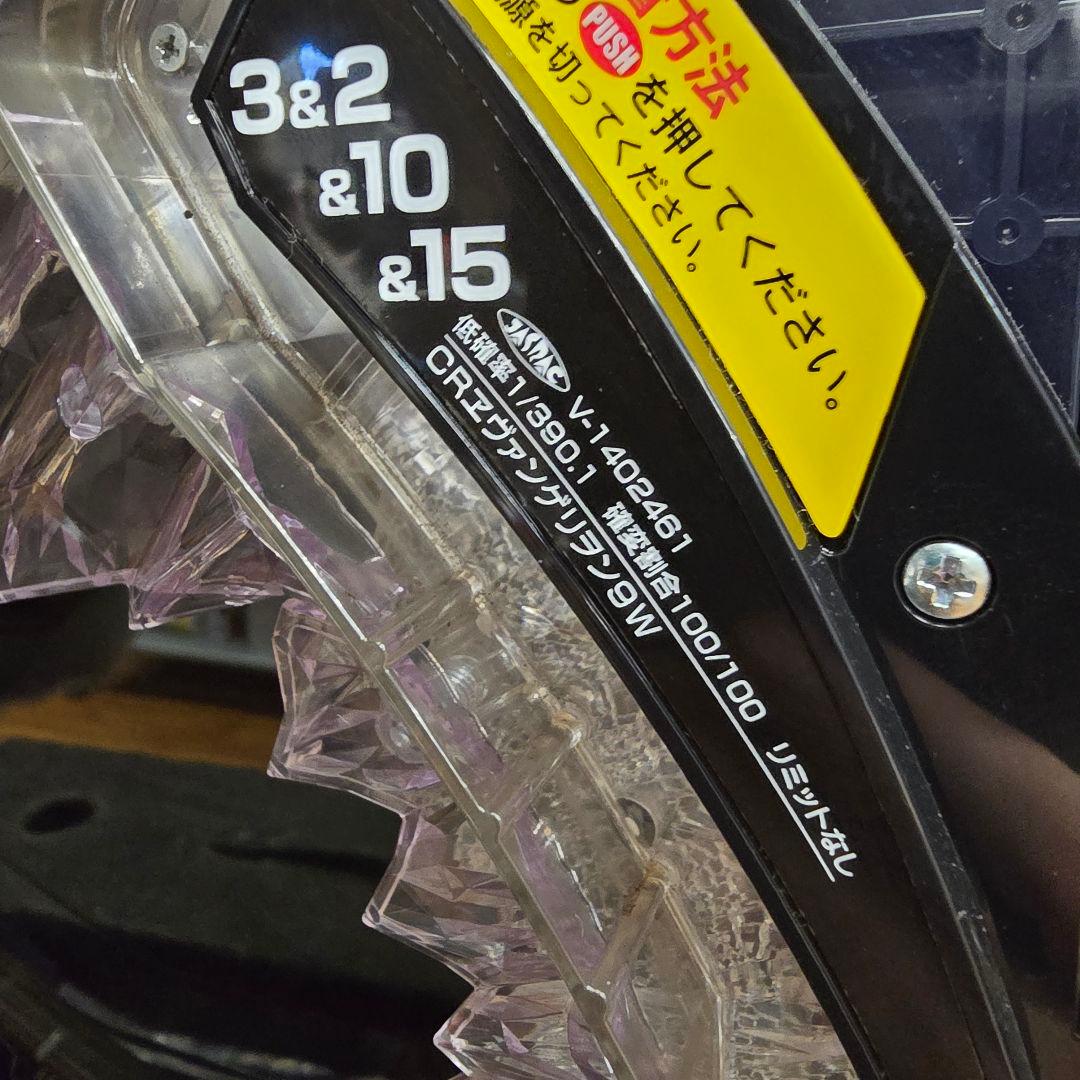 方法
PUSH を押してください。
源を切ってください。
3&2
&10
&15
JASRAC V-1402461
低確率1/390.1 確変割合100/100 リミットなし
CRヱヴァンゲリヲン9W